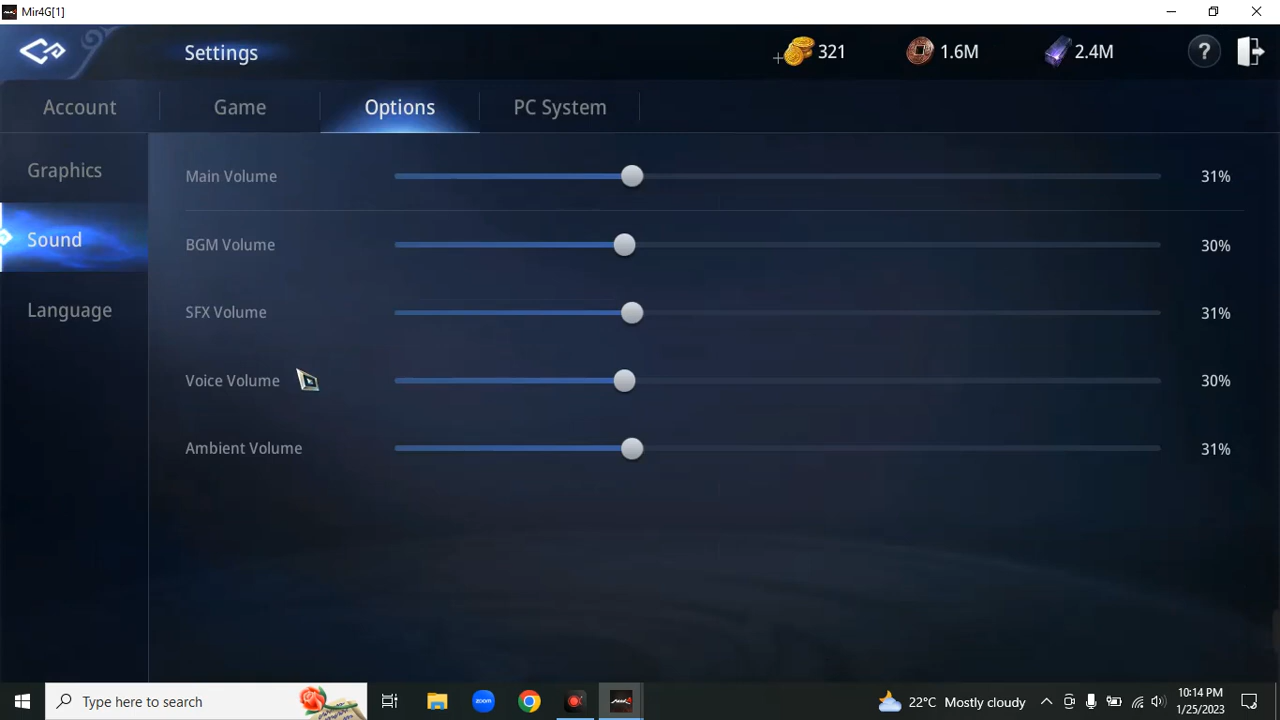 Mir4G[1]
Settings
321
1.6M
2.4M
?
Account
Game
Options
PC System
Graphics
Sound
Language
Main Volume
31%
BGM Volume
30%
SFX Volume
31%
Voice Volume
30%
Ambient Volume
31%
Type here to search
zoom
22°C Mostly cloudy
10:14 PM
1/25/2023